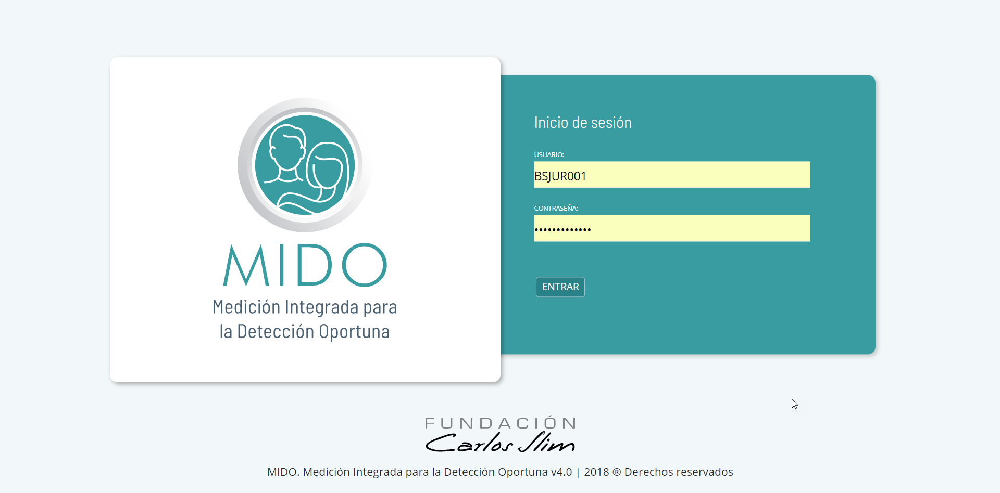 MIDO
Medición Integrada para
la Detección Oportuna
Inicio de sesión
USUARIO:
BSJUR001
CONTRASEÑA:
•••••••••••••
ENTRAR
FUNDACIÓN
Carlos Slim
MIDO. Medición Integrada para la Detección Oportuna v4.0 | 2018 ® Derechos reservados